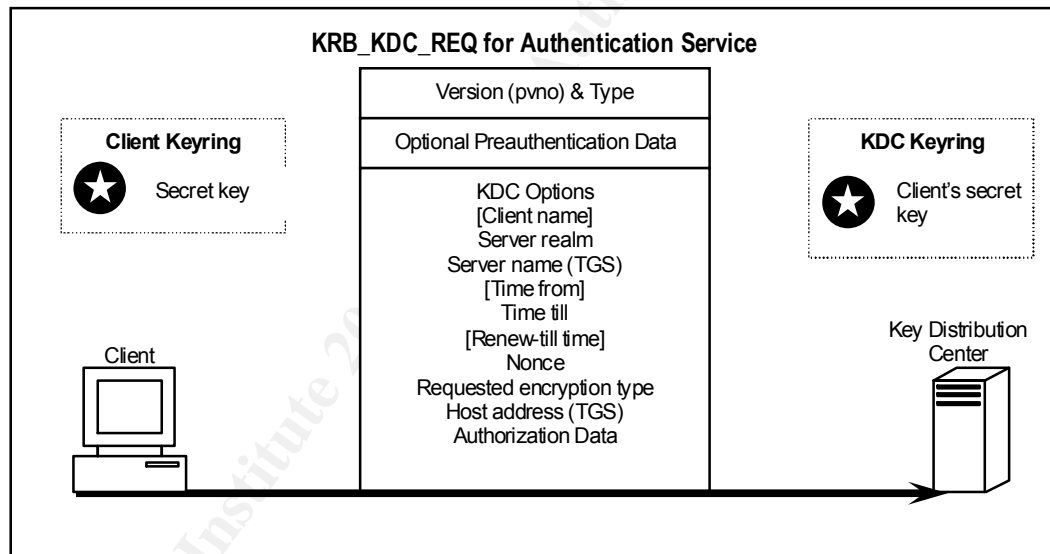 KRB_KDC_REQ for Authentication Service
Version (pvno) & Type
Optional Preauthentication Data
Client Keyring
Secret key
KDC Options
[Client name]
Server realm
Server name (TGS)
[Time from]
Time till
[Renew-till time]
Nonce
Requested encryption type
Host address (TGS)
Authorization Data
KDC Keyring
Client's secret
key
Client
Key Distribution
Center
Institute 20